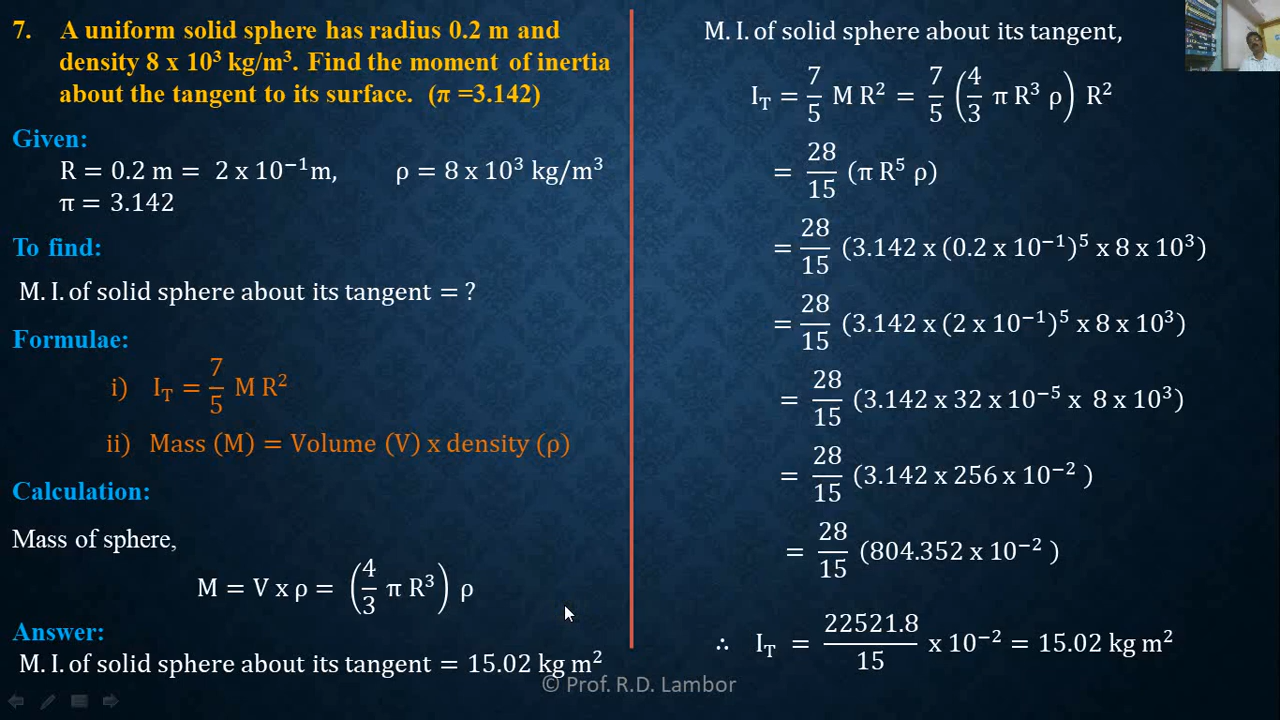 7. A uniform solid sphere has radius 0.2 m and
density 8 x 10³ kg/m³. Find the moment of inertia
about the tangent to its surface. (π =3.142)
Given:
R = 0.2 m = 2 x 10⁻¹m, ρ = 8 x 10³ kg/m³
π = 3.142
To find:
M. I. of solid sphere about its tangent = ?
Formulae:
i) I_T = 7/5 M R²
ii) Mass (M) = Volume (V) x density (ρ)
Calculation:
Mass of sphere,
M = V x ρ = (4/3 π R³) ρ
Answer:
M. I. of solid sphere about its tangent = 15.02 kg m²
M. I. of solid sphere about its tangent,
I_T = 7/5 M R² = 7/5 (4/3 π R³ ρ) R²
= 28/15 (π R⁵ ρ)
= 28/15 (3.142 x (0.2 x 10⁻¹)⁵ x 8 x 10³)
= 28/15 (3.142 x (2 x 10⁻¹)⁵ x 8 x 10³)
= 28/15 (3.142 x 32 x 10⁻⁵ x 8 x 10³)
= 28/15 (3.142 x 256 x 10⁻² )
= 28/15 (804.352 x 10⁻² )
∴ I_T = 22521.8/15 x 10⁻² = 15.02 kg m²
© Prof. R.D. Lambor